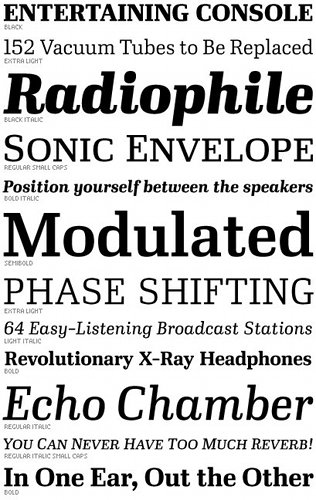 ENTERTAINING CONSOLE
BLACK
152 Vacuum Tubes to Be Replaced
EXTRA LIGHT
Radiophile
BLACK ITALIC
SONIC ENVELOPE
REGULAR SMALL CAPS
Position yourself between the speakers
BOLD ITALIC
Modulated
SEMIBOLD
PHASE SHIFTING
EXTRA LIGHT
64 Easy-Listening Broadcast Stations
LIGHT ITALIC
Revolutionary X-Ray Headphones
BOLD
Echo Chamber
REGULAR ITALIC
YOU CAN NEVER HAVE TOO MUCH REVERB!
REGULAR ITALIC SMALL CAPS
In One Ear, Out the Other
BOLD